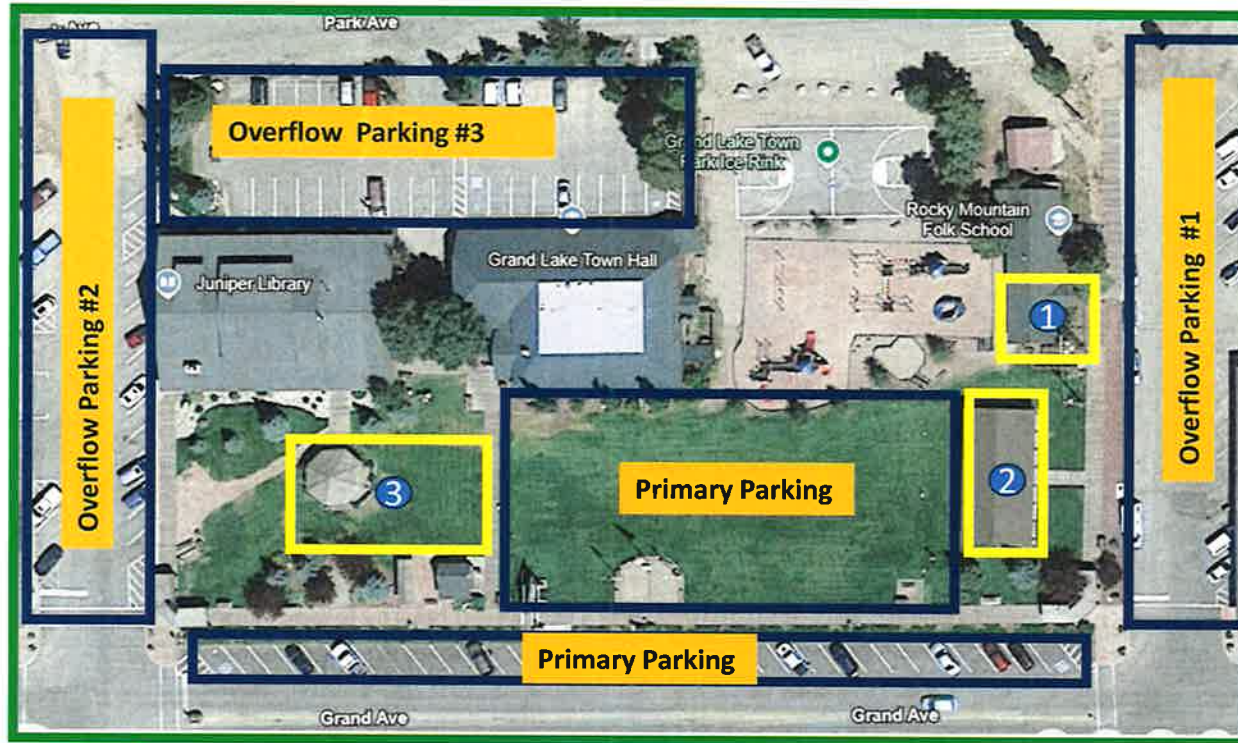 Park Ave
Overflow  Parking #3
Grand Lake Town
Park Ice Rink
Rocky Mountain
Folk School
Overflow Parking #1
Overflow Parking #2
Juniper Library
Grand Lake Town Hall
1
2
3
Primary Parking
Primary Parking
Grand Ave
Grand Ave